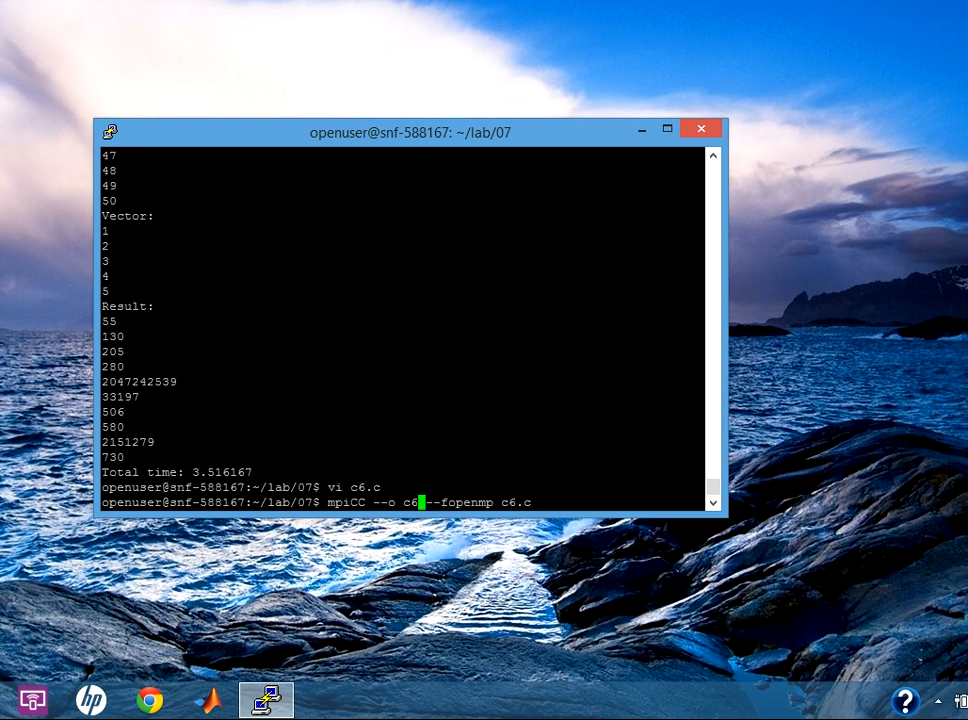 openuser@snf-588167: ~/lab/07
47
48
49
50
Vector:
1
2
3
4
5
Result:
55
130
205
280
2047242539
33197
506
580
2151279
730
Total time: 3.516167
openuser@snf-588167:~/lab/07$ vi c6.c
openuser@snf-588167:~/lab/07$ mpiCC --o c6 --fopenmp c6.c
hp
?